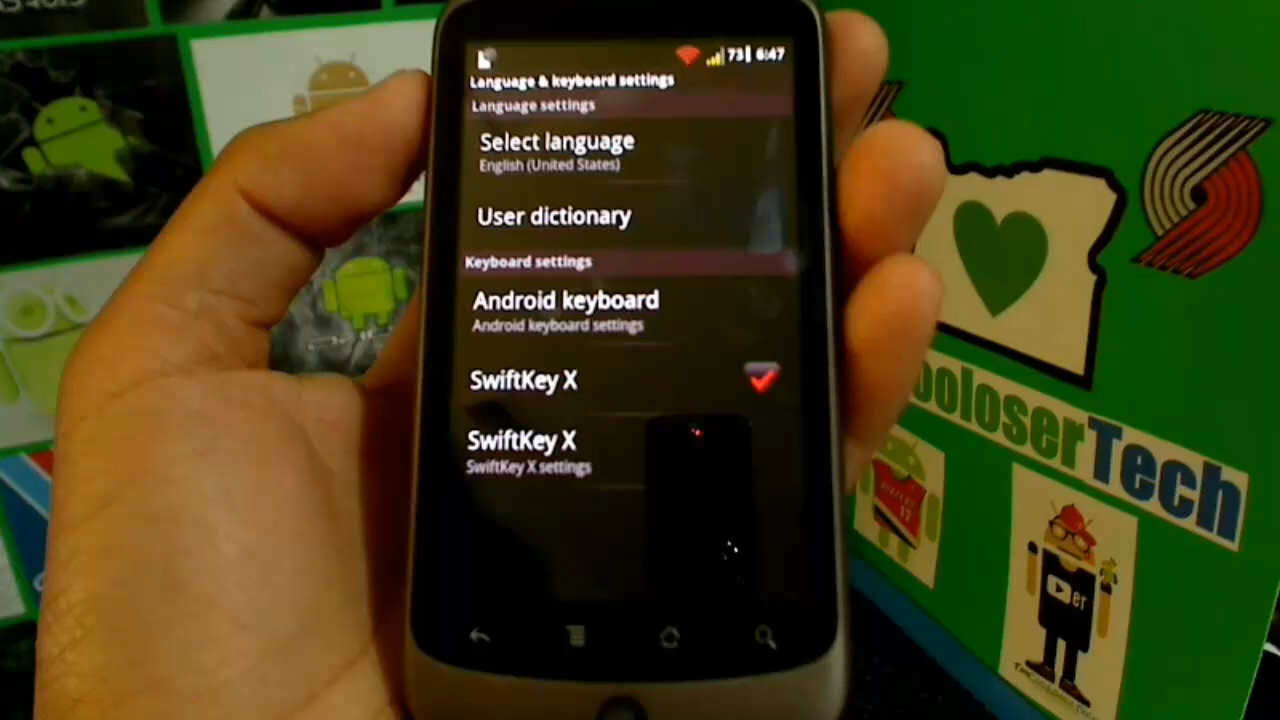 73 6:47
Language & keyboard settings
Language settings
Select language
English (United States)
User dictionary
Keyboard settings
Android keyboard
Android keyboard settings
SwiftKey X
SwiftKey X
SwiftKey X settings
oloserTech
er